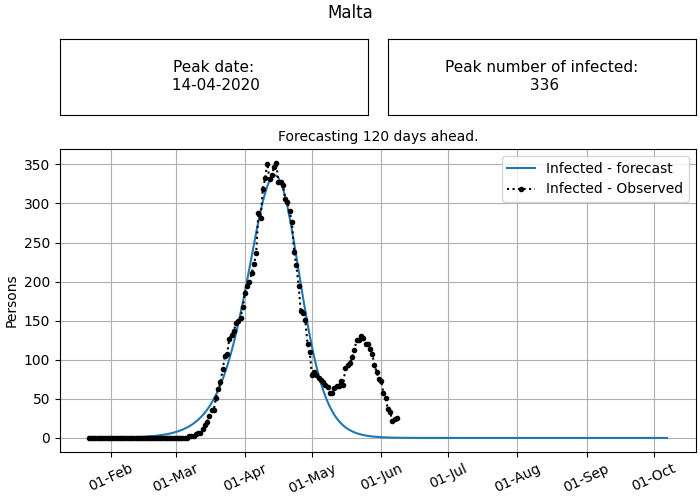 Malta
Peak date:
14-04-2020
Peak number of infected:
336
Forecasting 120 days ahead.
Infected - forecast
Infected - Observed
350
300
250
200
150
100
50
0
Persons
01-Feb
01-Mar
01-Apr
01-May
01-Jun
01-Jul
01-Aug
01-Sep
01-Oct